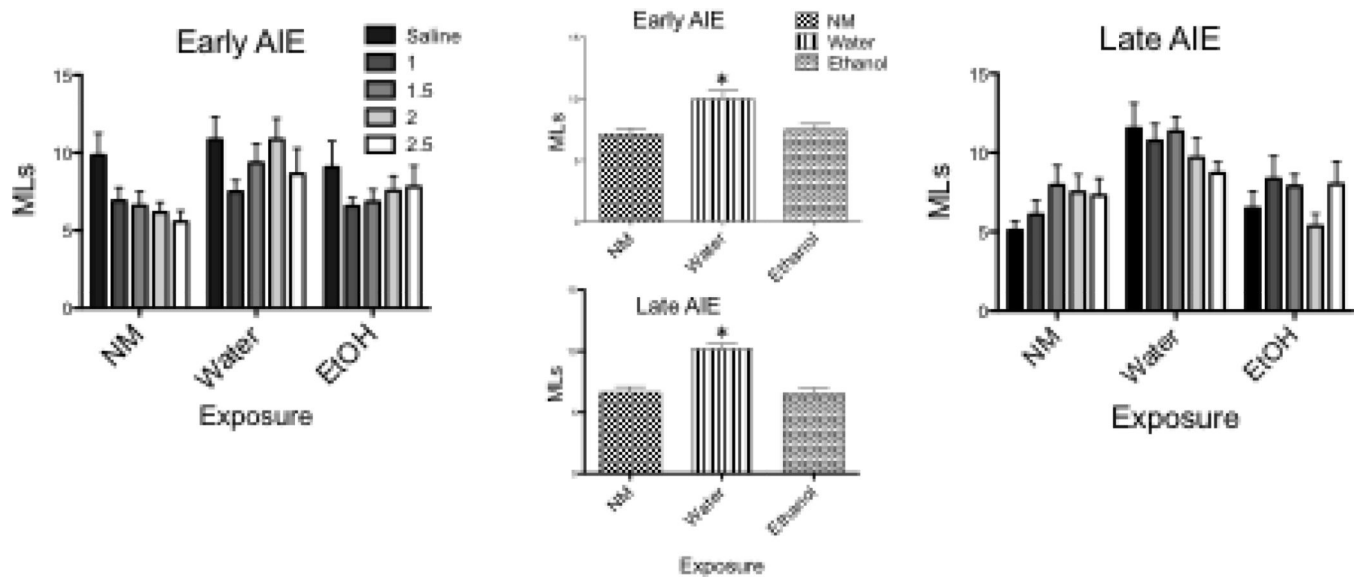 Early AIE
Saline
1
1.5
2
2.5
15
10
5
0
MLs
NM
Water
EtOH
Exposure
Early AIE
NM
Water
Ethanol
MLs
*
NM
Water
Ethanol
Late AIE
MLs
*
NM
Water
Ethanol
Exposure
Late AIE
15
10
5
0
MLs
NM
Water
EtOH
Exposure